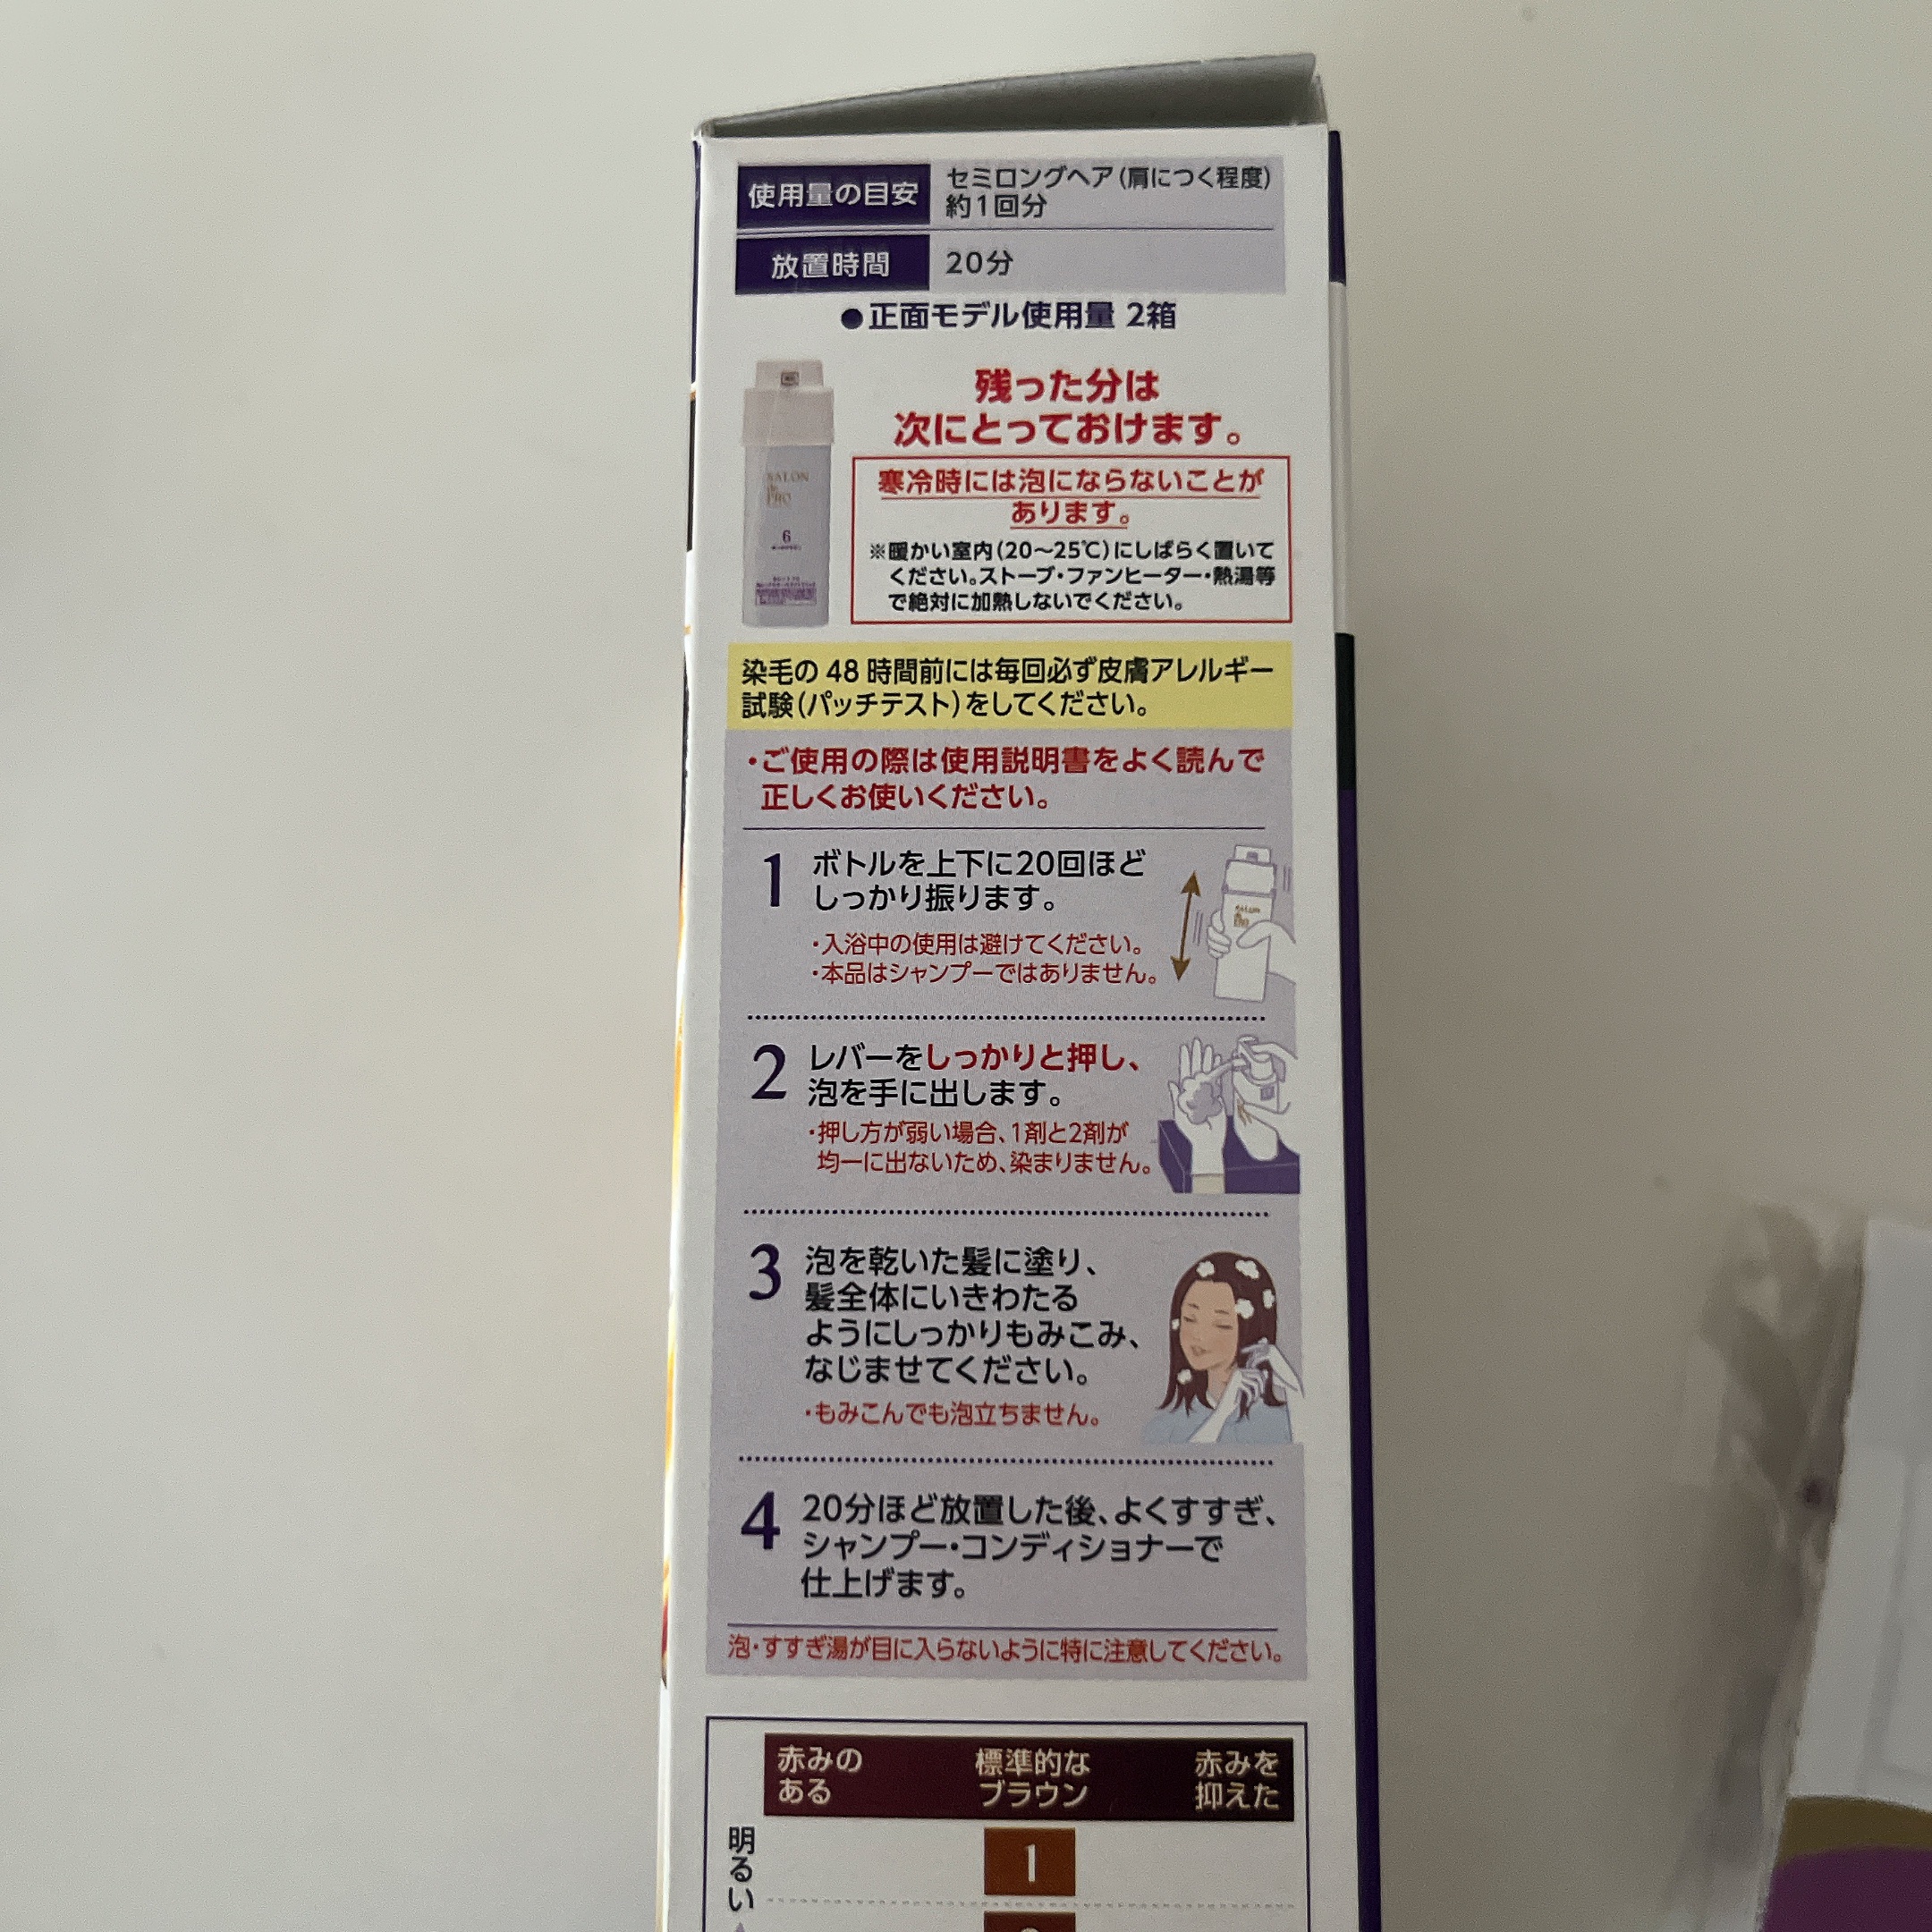 使用量の目安
セミロングヘア(肩につく程度)
約1回分
放置時間
20分
●正面モデル使用量 2箱
残った分は
次にとっておけます。
SALON
de
PRO
6
寒冷時には泡にならないことが
あります。
※暖かい室内(20〜25℃)にしばらく置いて
ください。ストーブ・ファンヒーター・熱湯等
で絶対に加熱しないでください。
染毛の 48 時間前には毎回必ず皮膚アレルギー
試験(パッチテスト)をしてください。
・ご使用の際は使用説明書をよく読んで
正しくお使いください。
1
ボトルを上下に20回ほど
しっかり振ります。
・入浴中の使用は避けてください。
・本品はシャンプーではありません。
2
レバーをしっかりと押し、
泡を手に出します。
・押し方が弱い場合、1剤と2剤が
均一に出ないため、染まりません。
3
泡を乾いた髪に塗り、
髪全体にいきわたる
ようにしっかりもみこみ、
なじませてください。
・もみこんでも泡立ちません。
4
20分ほど放置した後、よくすすぎ、
シャンプー・コンディショナーで
仕上げます。
泡・すすぎ湯が目に入らないように特に注意してください。
赤みの
ある
標準的な
ブラウン
赤みを
抑えた
明るい
1